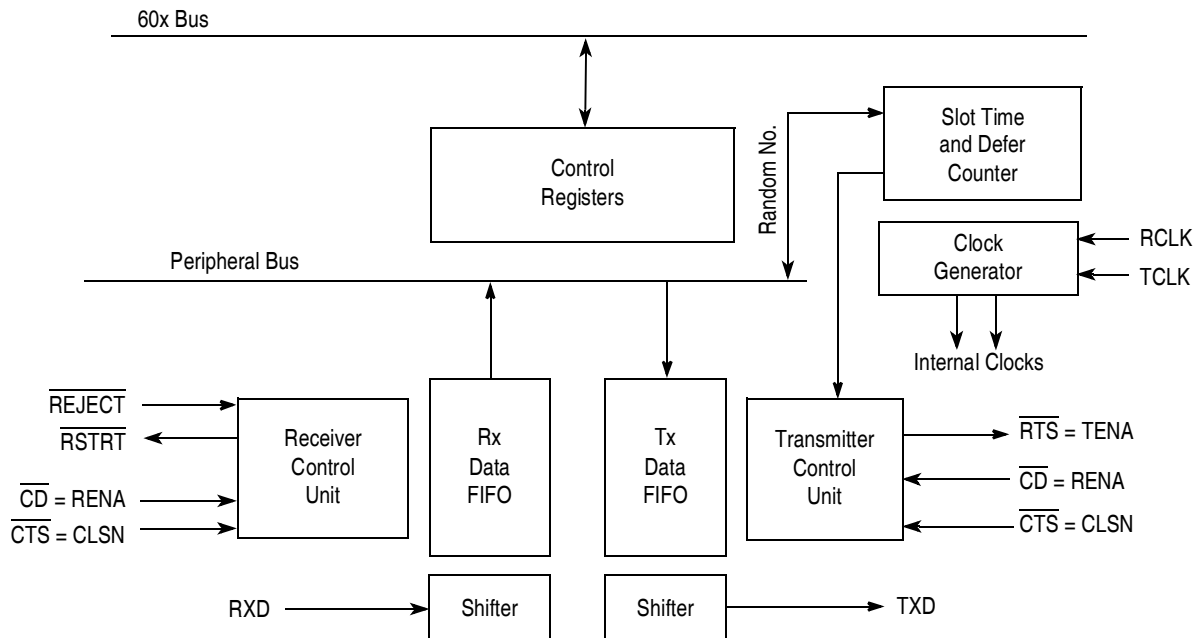 60x Bus
Control
Registers
Random No.
Slot Time
and Defer
Counter
Clock
Generator
RCLK
TCLK
Internal Clocks
Peripheral Bus
REJECT
RSTRT
CD = RENA
CTS = CLSN
Receiver
Control
Unit
Rx
Data
FIFO
Tx
Data
FIFO
Transmitter
Control
Unit
RTS = TENA
CD = RENA
CTS = CLSN
RXD
Shifter
Shifter
TXD